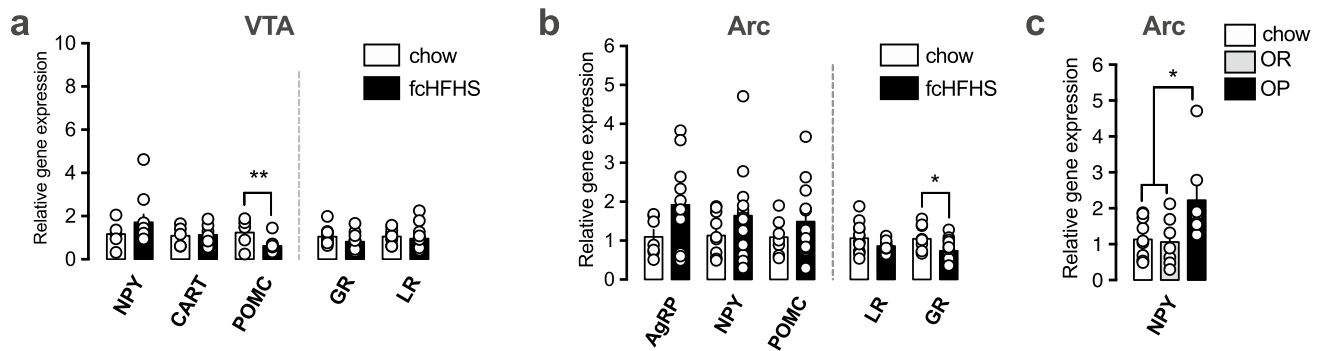 a
VTA
Relative gene expression
10
8
6
4
2
0
chow
fcHFHS
**
NPY
CART
POMC
GR
LR
b
Arc
Relative gene expression
6
5
4
3
2
1
0
chow
fcHFHS
*
AgRP
NPY
POMC
LR
GR
c
Arc
chow
OR
OP
Relative gene expression
6
5
4
3
2
1
0
*
NPY